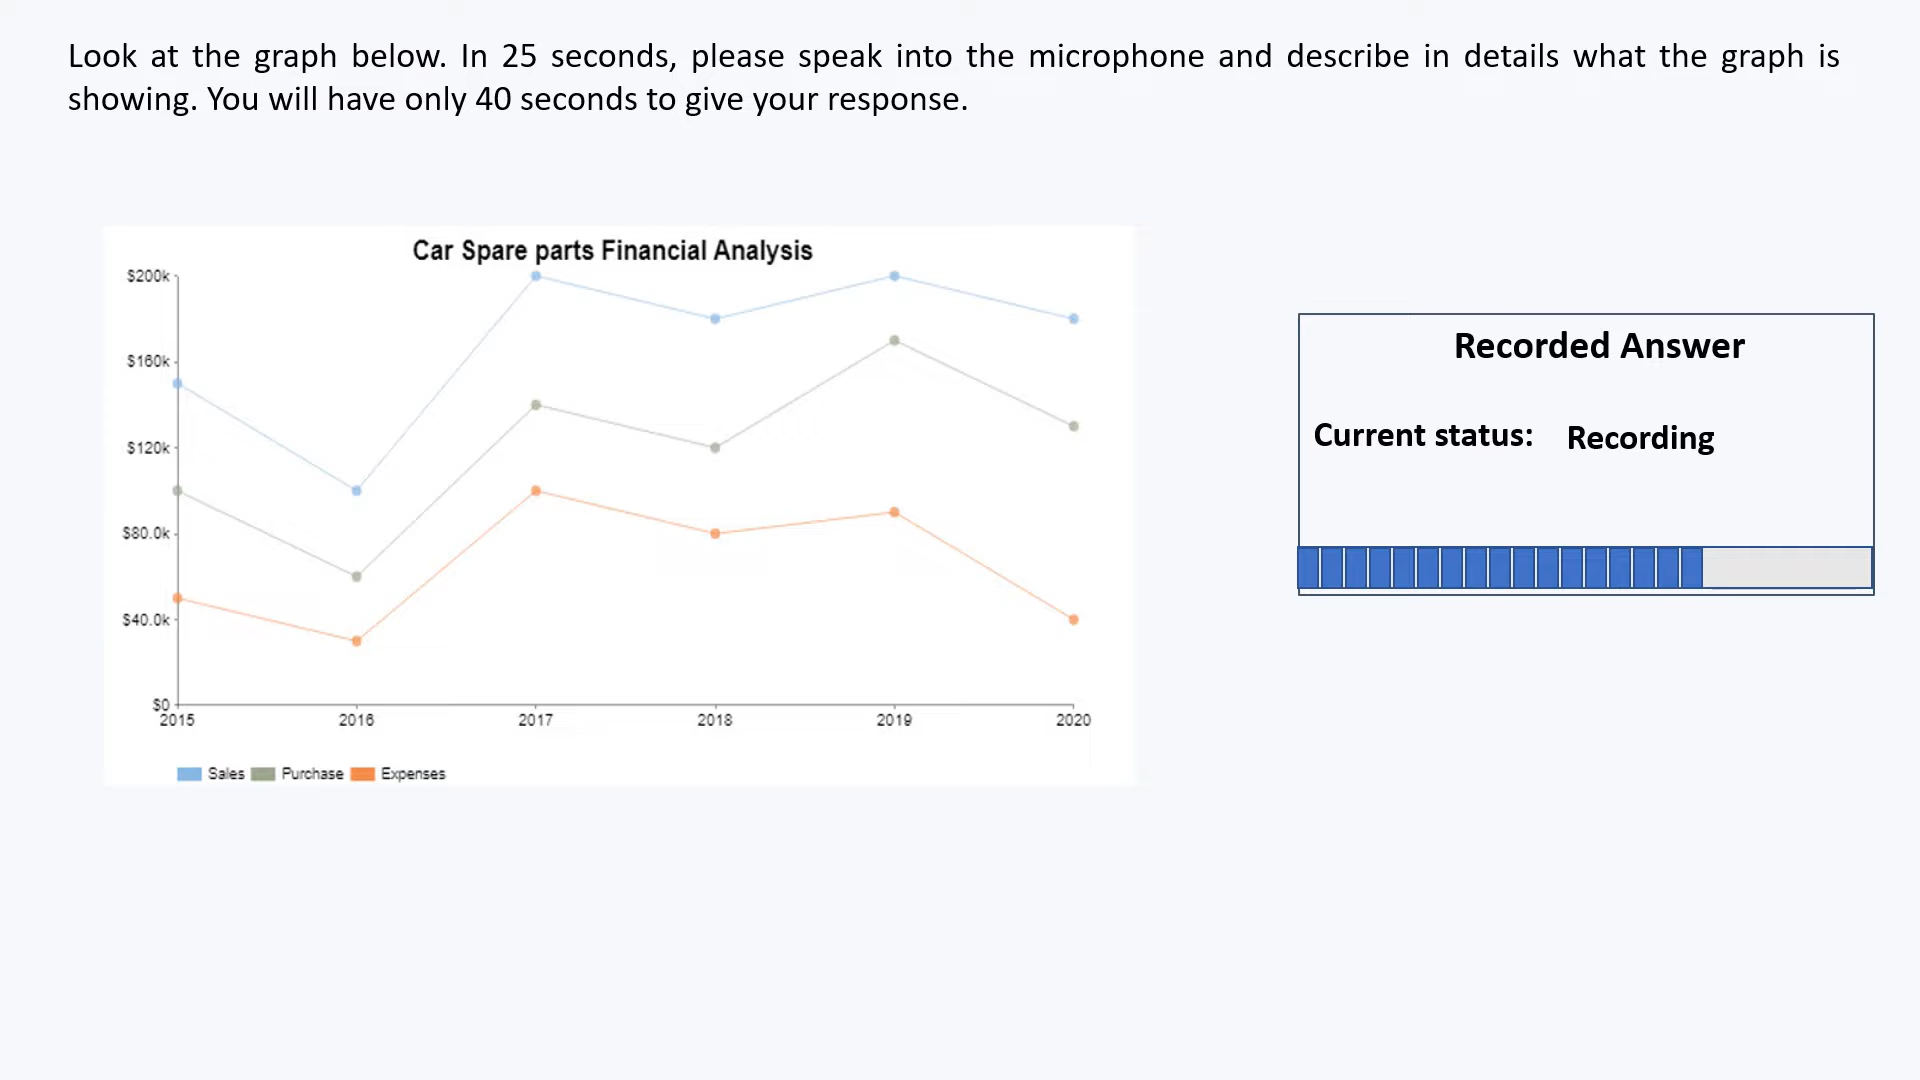 Look at the graph below. In 25 seconds, please speak into the microphone and describe in details what the graph is
showing. You will have only 40 seconds to give your response.
Car Spare parts Financial Analysis
$200k
$160k
$120k
$80.0k
$40.0k
$0
2015 2016 2017 2018 2019 2020
Sales Purchase Expenses
Recorded Answer
Current status: Recording